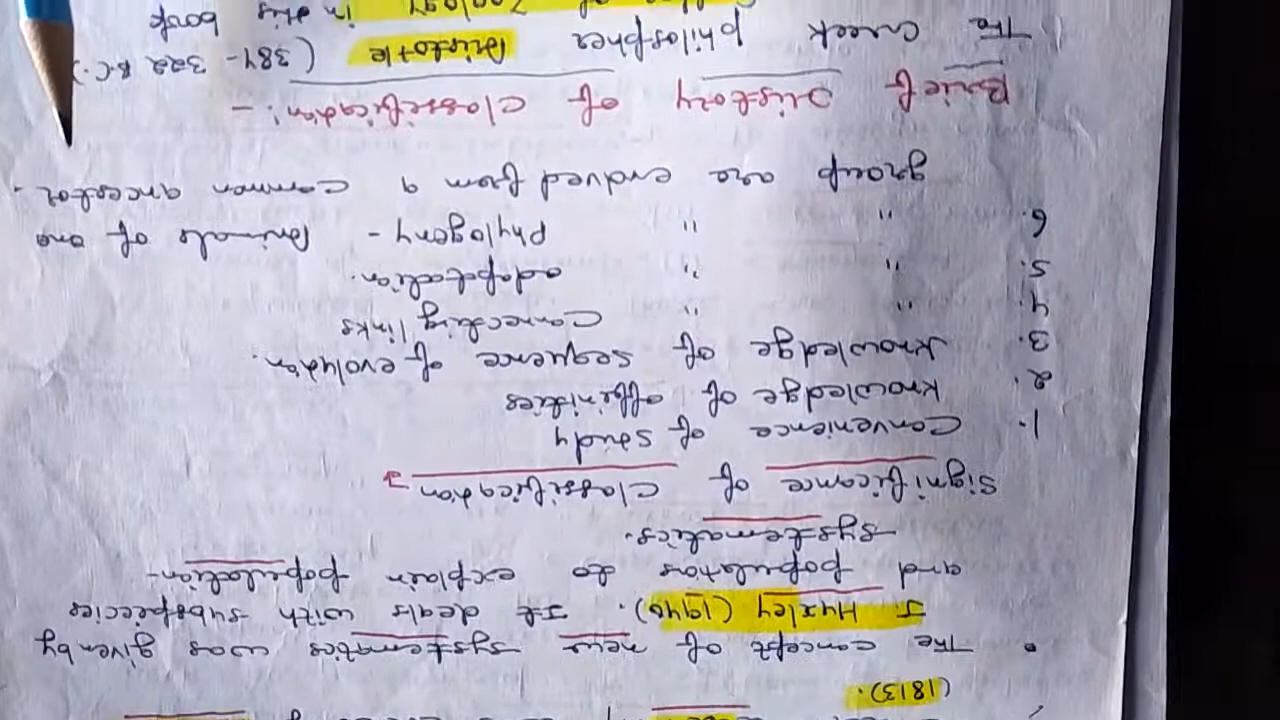 (1813).
• The concept of new systematics was given by
J. Huxley (1940). It deals with subspecies
and populations to explain population-
systematics.
Significance of classification
1. Convenience of study
2. Knowledge of affinities
3. Knowledge of sequence of evolution.
4. " " Connecting links
5. " " adaptation.
6. " " phylogeny - Animals of one
group are evolved from a common ancestor.
Brief History of classification :-
The Greek philospher Aristotle (384-322 B.C.)
Zoology in his book